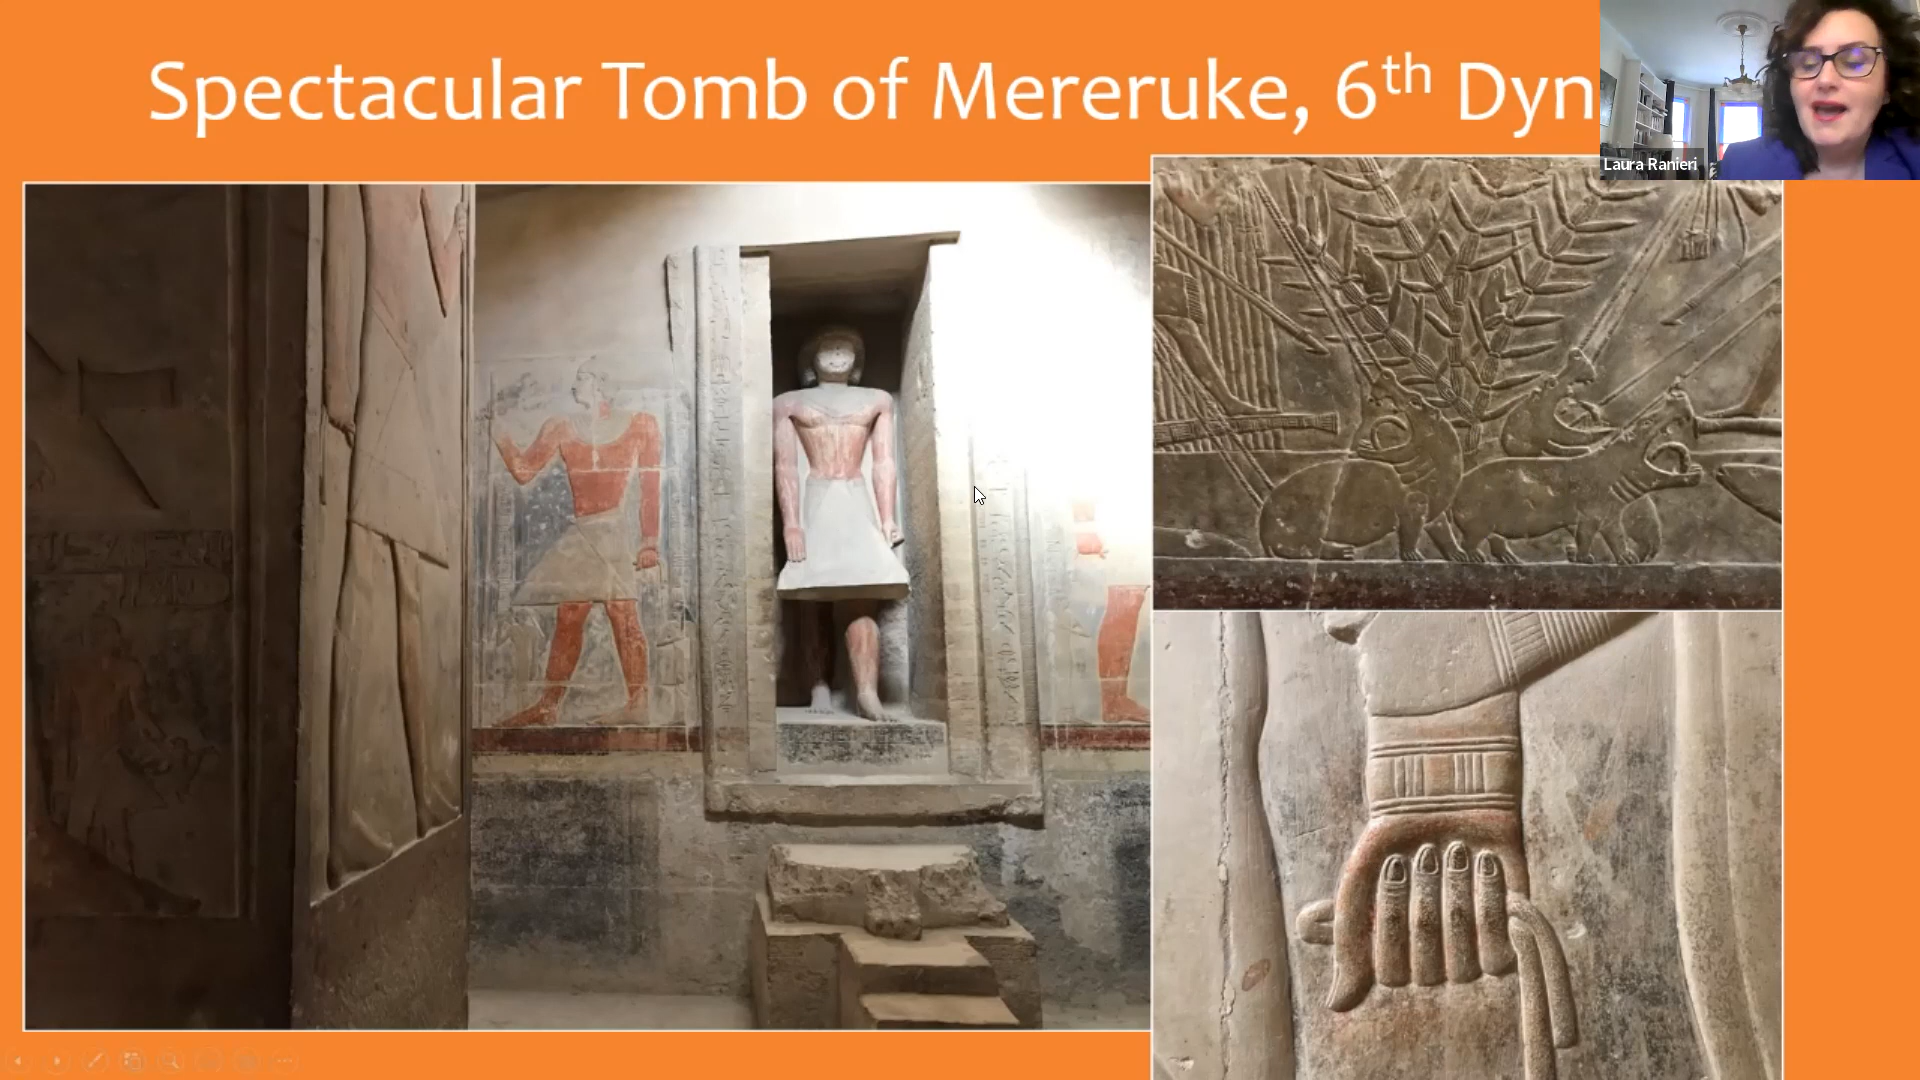 Spectacular Tomb of Mereruke, 6th Dyn
Laura Ranieri